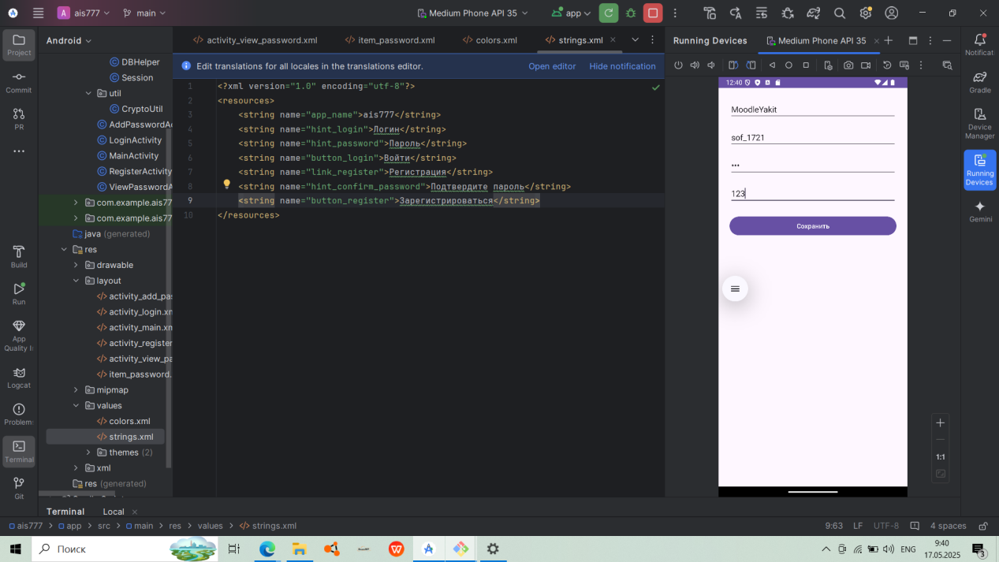 A ais777 main Medium Phone API 35 app
Project
Commit
PR
Build
Run
App
Quality I
Logcat
Problem
Terminal
Git
Android
DBHelper
Session
util
CryptoUtil
AddPasswordAc
LoginActivity
MainActivity
RegisterActivity
ViewPasswordA
com.example.ais77
com.example.ais77
java (generated)
res
drawable
layout
activity_add_pas
activity_login.xm
activity_main.xm
activity_register
activity_view_pa
item_password.
mipmap
values
colors.xml
strings.xml
themes (2)
xml
res (generated)
activity_view_password.xml item_password.xml colors.xml strings.xml
Edit translations for all locales in the translations editor. Open editor Hide notification
1 <?xml version="1.0" encoding="utf-8"?>
2 <resources>
3 <string name="app_name">ais777</string>
4 <string name="hint_login">Логин</string>
5 <string name="hint_password">Пароль</string>
6 <string name="button_login">Войти</string>
7 <string name="link_register">Регистрация</string>
8 <string name="hint_confirm_password">Подтвердите пароль</string>
9 <string name="button_register">Зарегистрироваться</string>
10 </resources>
Running Devices Medium Phone API 35
12:40
MoodleYakit
sof_1721
•••
123
Сохранить
1:1
Notificat
Gradle
Device
Manager
Running
Devices
Gemini
Terminal Local
ais777 > app > src > main > res > values > strings.xml
9:63 LF UTF-8 4 spaces
Поиск
ENG
9:40
17.05.2025
3